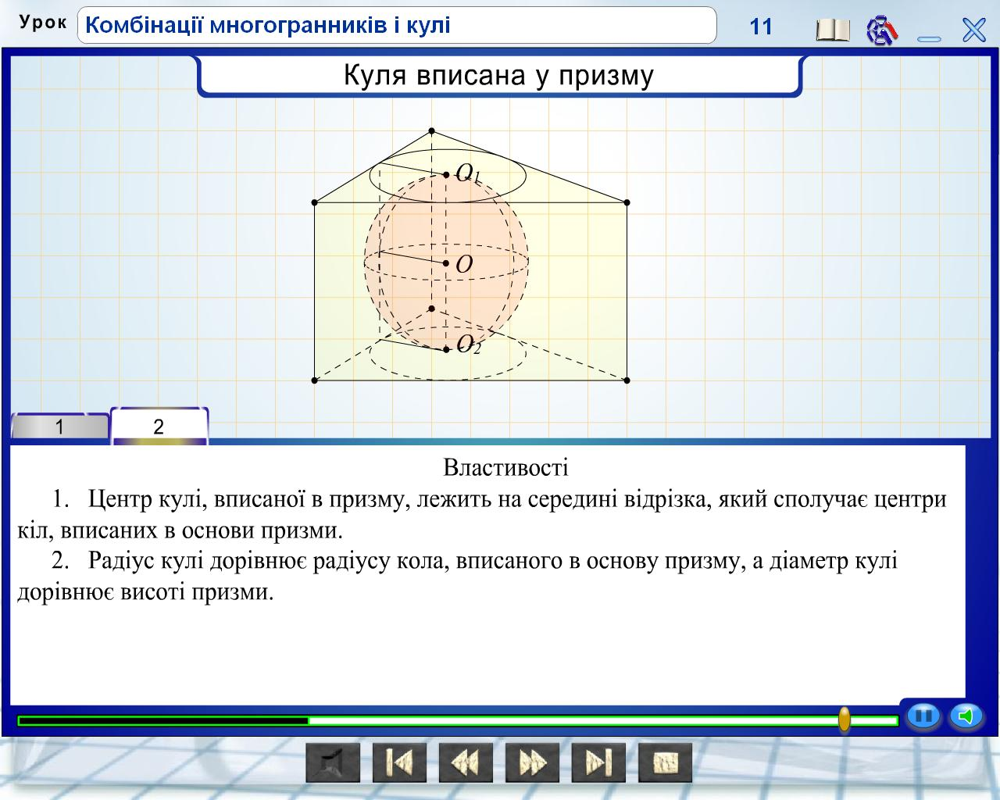 Урок Комбінації многогранників і кулі 11
Куля вписана у призму
O1
O
O2
1 2
Властивості
1. Центр кулі, вписаної в призму, лежить на середині відрізка, який сполучає центри
кіл, вписаних в основи призми.
2. Радіус кулі дорівнює радіусу кола, вписаного в основу призму, а діаметр кулі
дорівнює висоті призми.